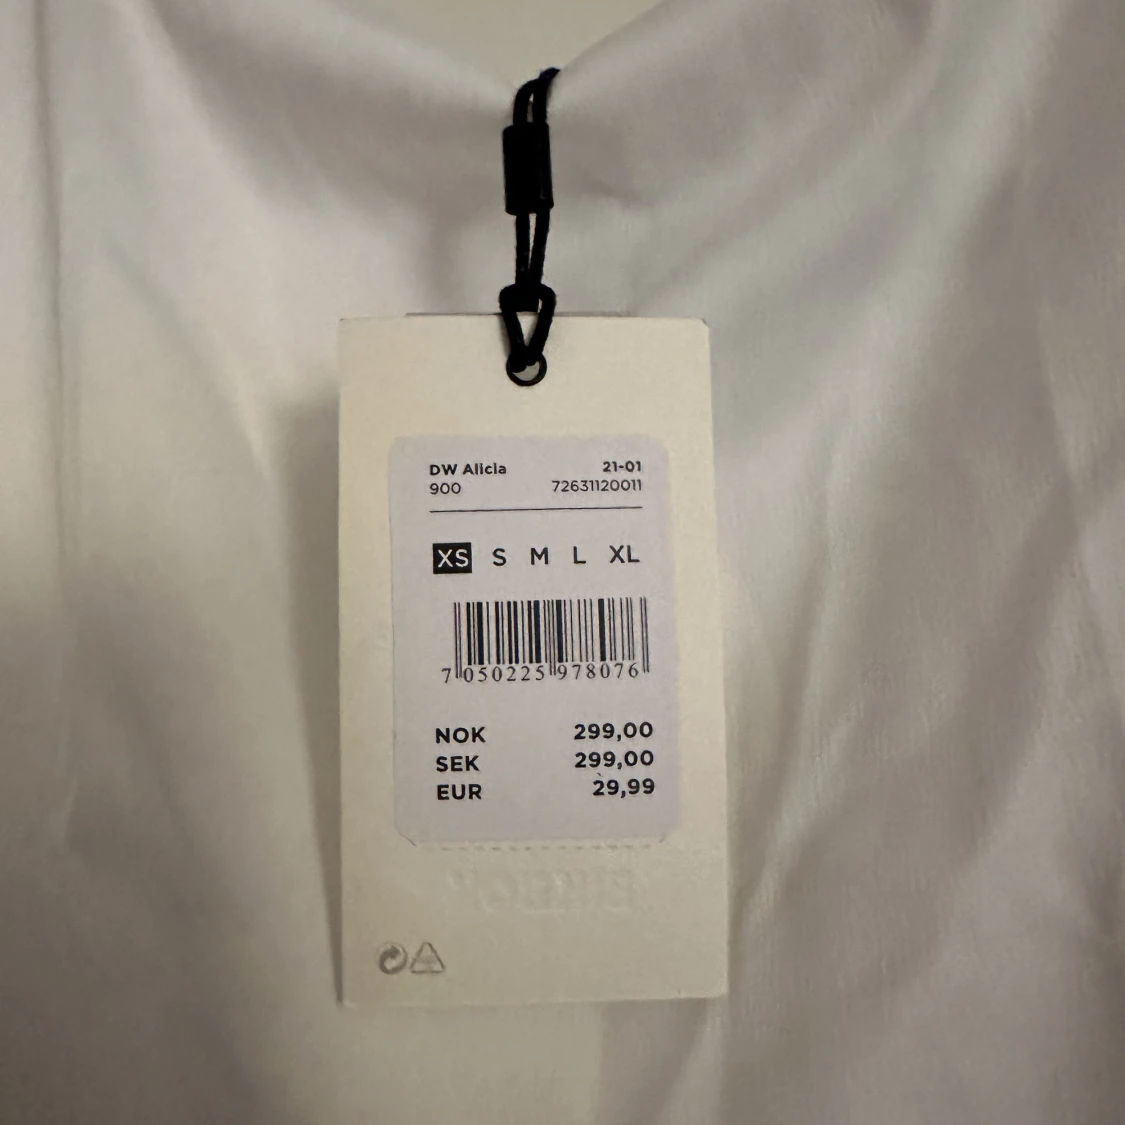 DW Alicia 21-01
900 72631120011
XS S M L XL
7 050225 978076
NOK 299,00
SEK 299,00
EUR 29,99